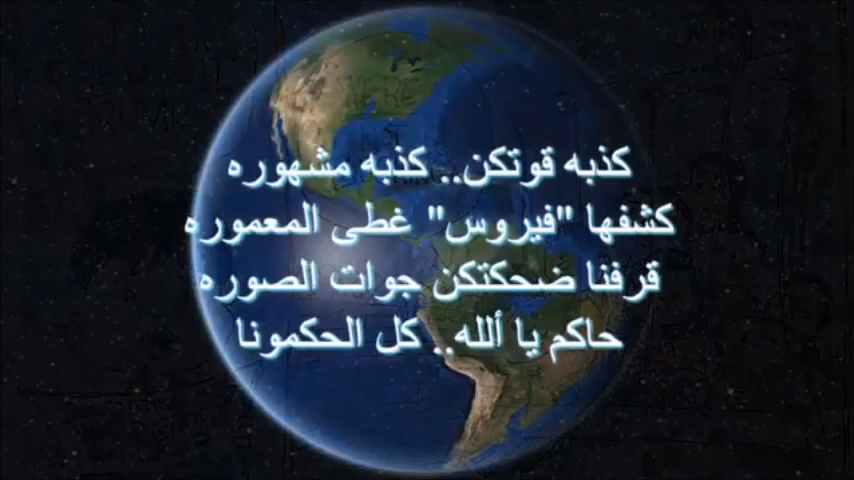 كذبه قوتكن.. كذبه مشهوره
كشفها "فيروس" غطى المعموره
قرفنا ضحكتكن جوات الصوره
حاكم يا ألله.. كل الحكمونا